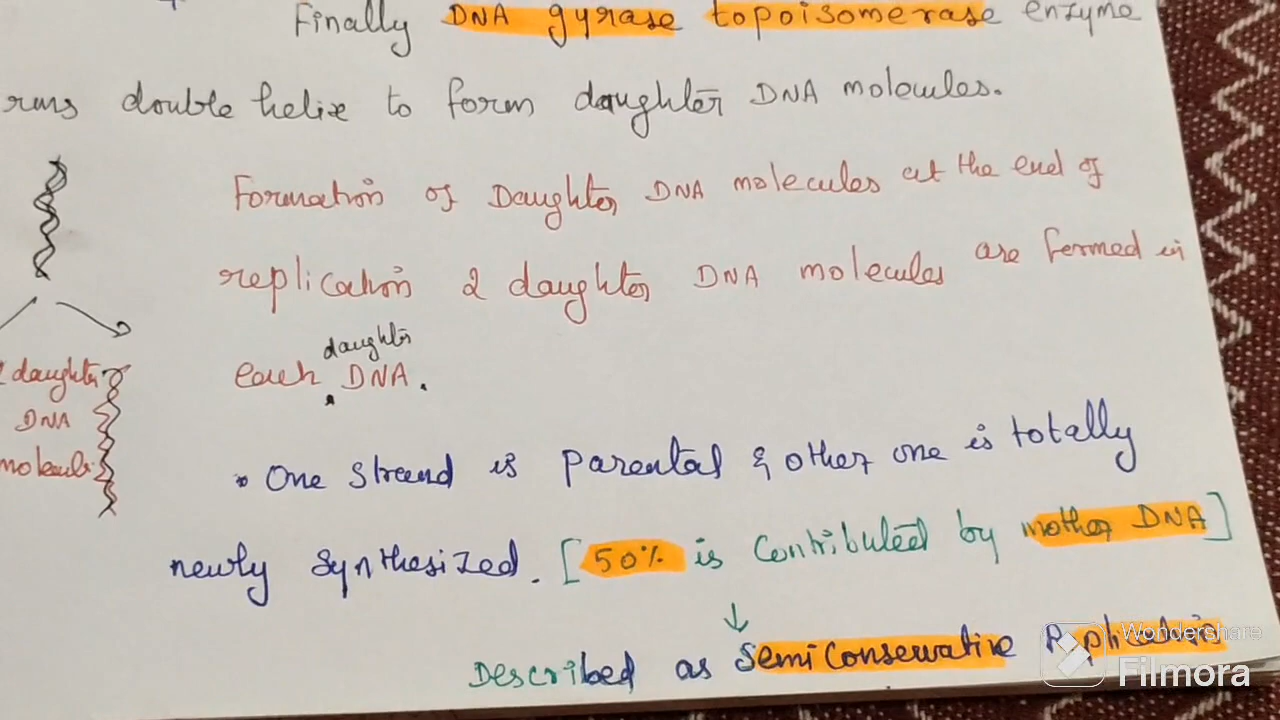 Finally DNA gyrase topoisomerase enzyme
rms double helix to form daughter DNA molecules.
Formation of Daughter DNA molecules at the end of
replication 2 daughter DNA molecules are formed in
daughter
each DNA.
daughter
DNA
molecules
• One strand is parental & other one is totally
newly synthesized. [50% is contributed by mother DNA]
↓
Described as Semi Conservative Replication
Wondershare
Filmora